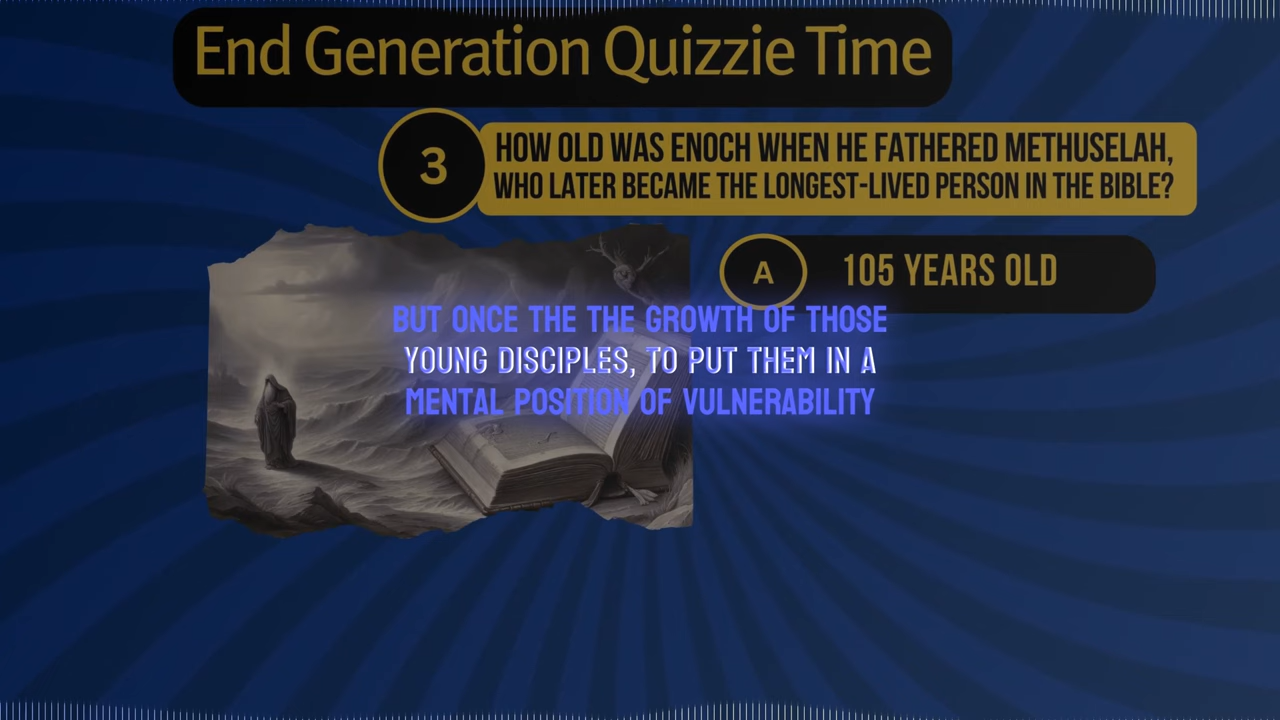 End Generation Quizzie Time
3
HOW OLD WAS ENOCH WHEN HE FATHERED METHUSELAH,
WHO LATER BECAME THE LONGEST-LIVED PERSON IN THE BIBLE?
A
105 YEARS OLD
BUT ONCE THE THE GROWTH OF THOSE
YOUNG DISCIPLES, TO PUT THEM IN A
MENTAL POSITION OF VULNERABILITY